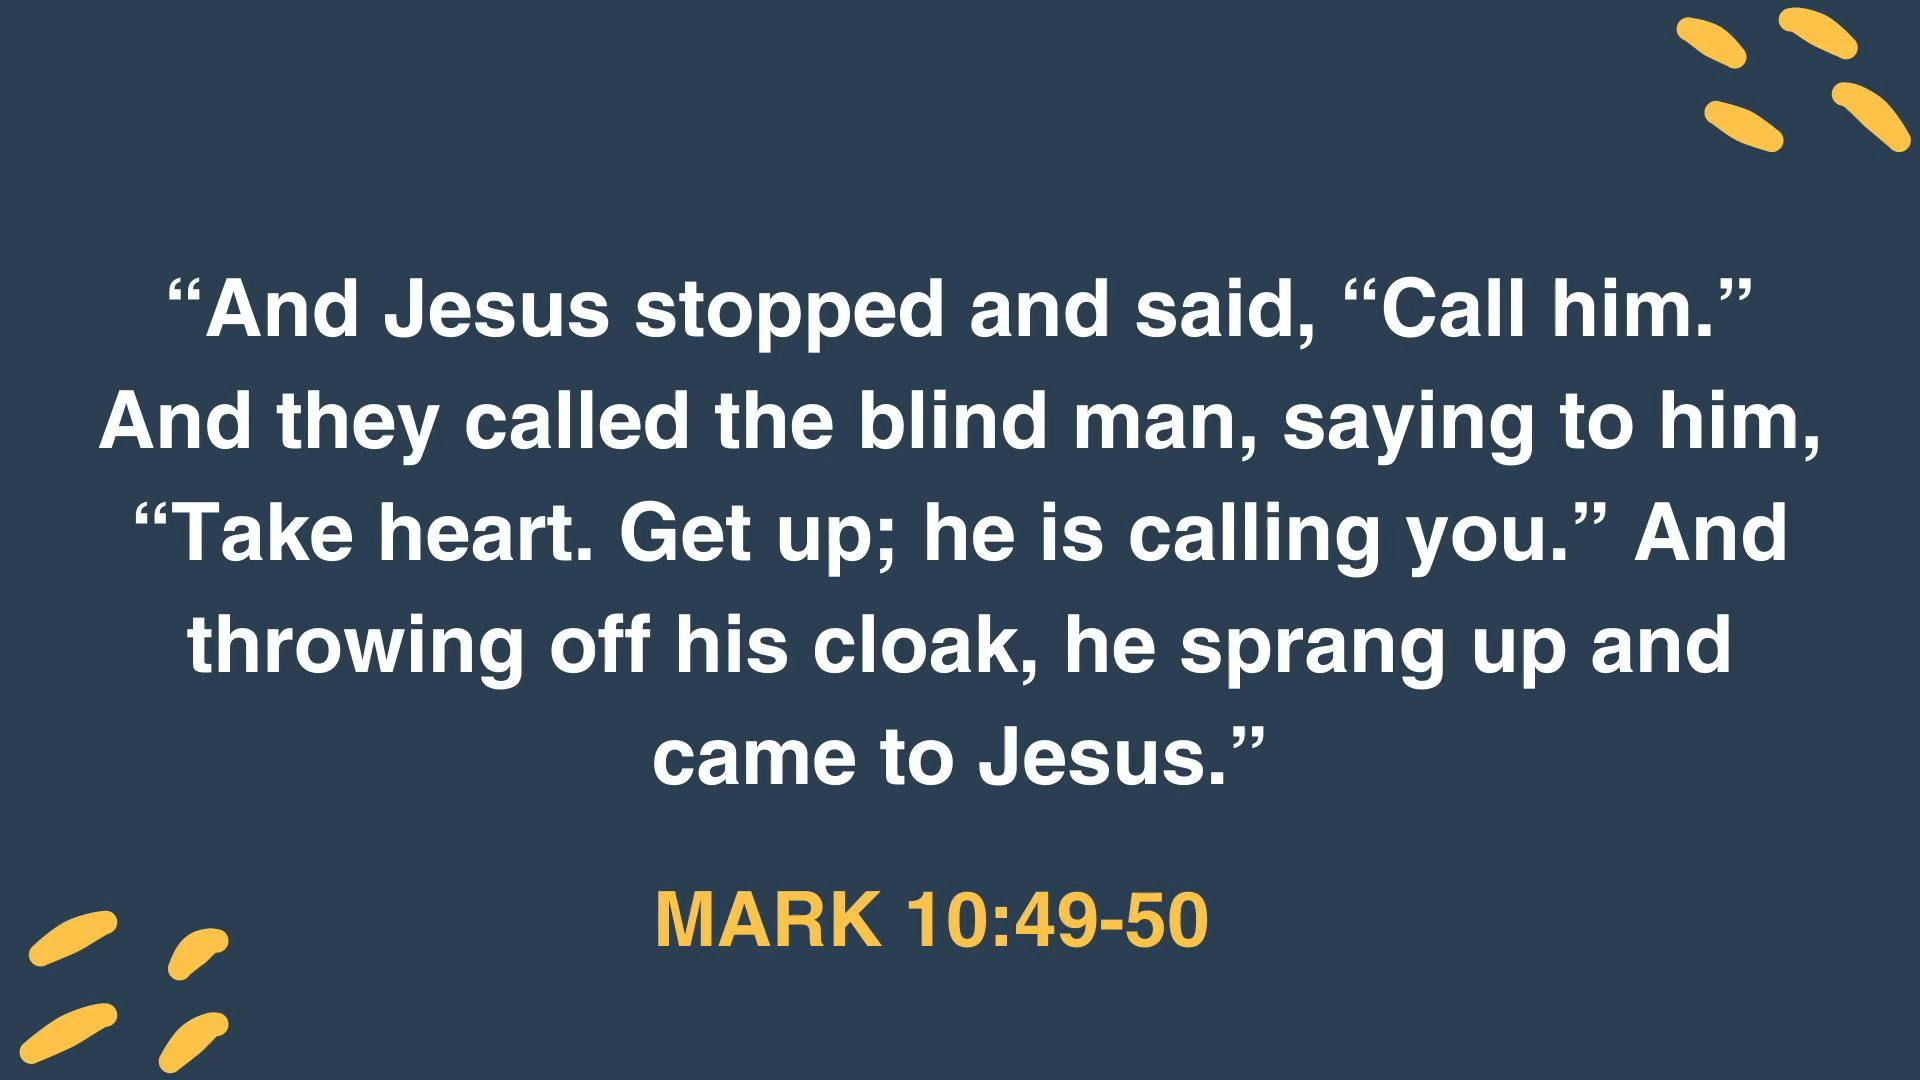 “And Jesus stopped and said, “Call him.”
And they called the blind man, saying to him,
“Take heart. Get up; he is calling you.” And
throwing off his cloak, he sprang up and
came to Jesus.”
MARK 10:49-50